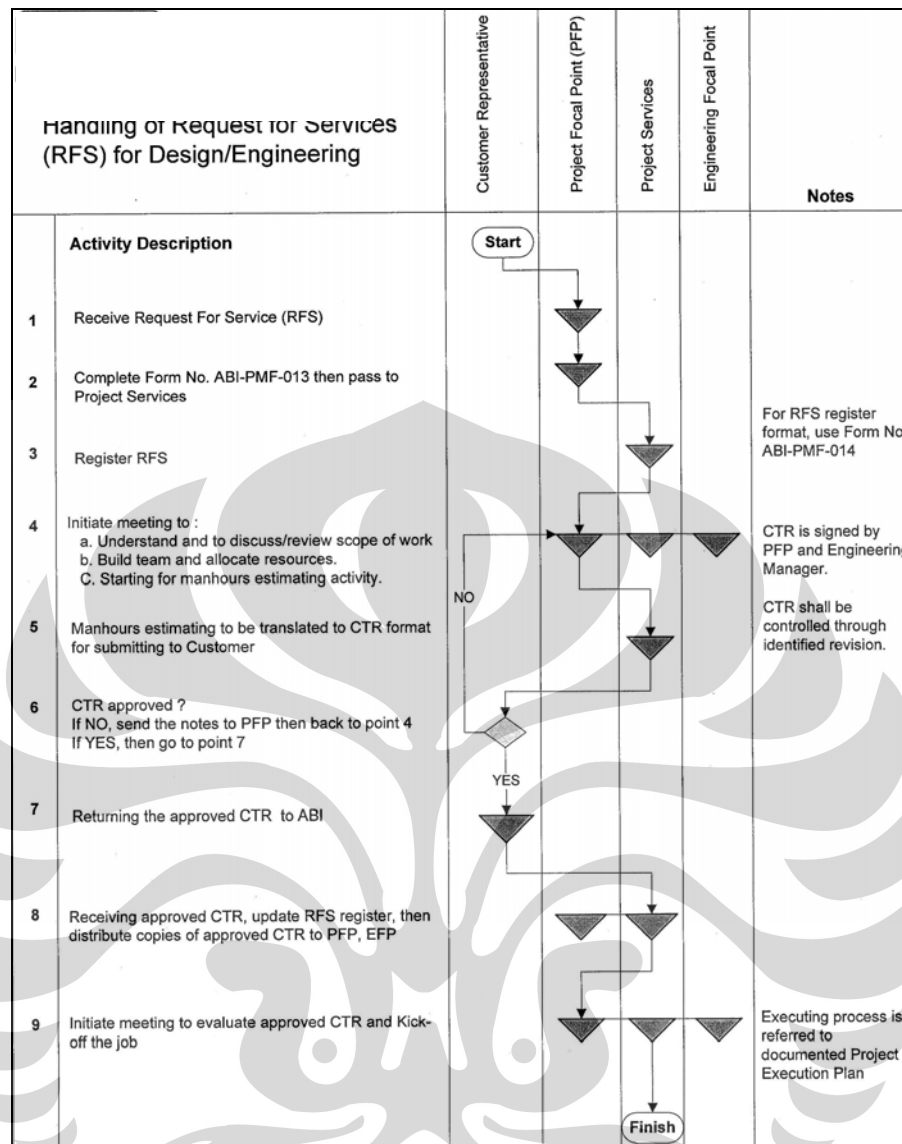 Handling of Request for Services
(RFS) for Design/Engineering
Customer Representative
Project Focal Point (PFP)
Project Services
Engineering Focal Point
Notes
Activity Description
Start
1
Receive Request For Service (RFS)
2
Complete Form No. ABI-PMF-013 then pass to
Project Services
3
Register RFS
For RFS register
format, use Form No
ABI-PMF-014
4
Initiate meeting to :
a. Understand and to discuss/review scope of work
b. Build team and allocate resources.
C. Starting for manhours estimating activity.
CTR is signed by
PFP and Engineering
Manager.
NO
5
Manhours estimating to be translated to CTR format
for submitting to Customer
CTR shall be
controlled through
identified revision.
6
CTR approved ?
If NO, send the notes to PFP then back to point 4
If YES, then go to point 7
YES
7
Returning the approved CTR to ABI
8
Receiving approved CTR, update RFS register, then
distribute copies of approved CTR to PFP, EFP
9
Initiate meeting to evaluate approved CTR and Kick-
off the job
Executing process is
referred to
documented Project
Execution Plan
Finish